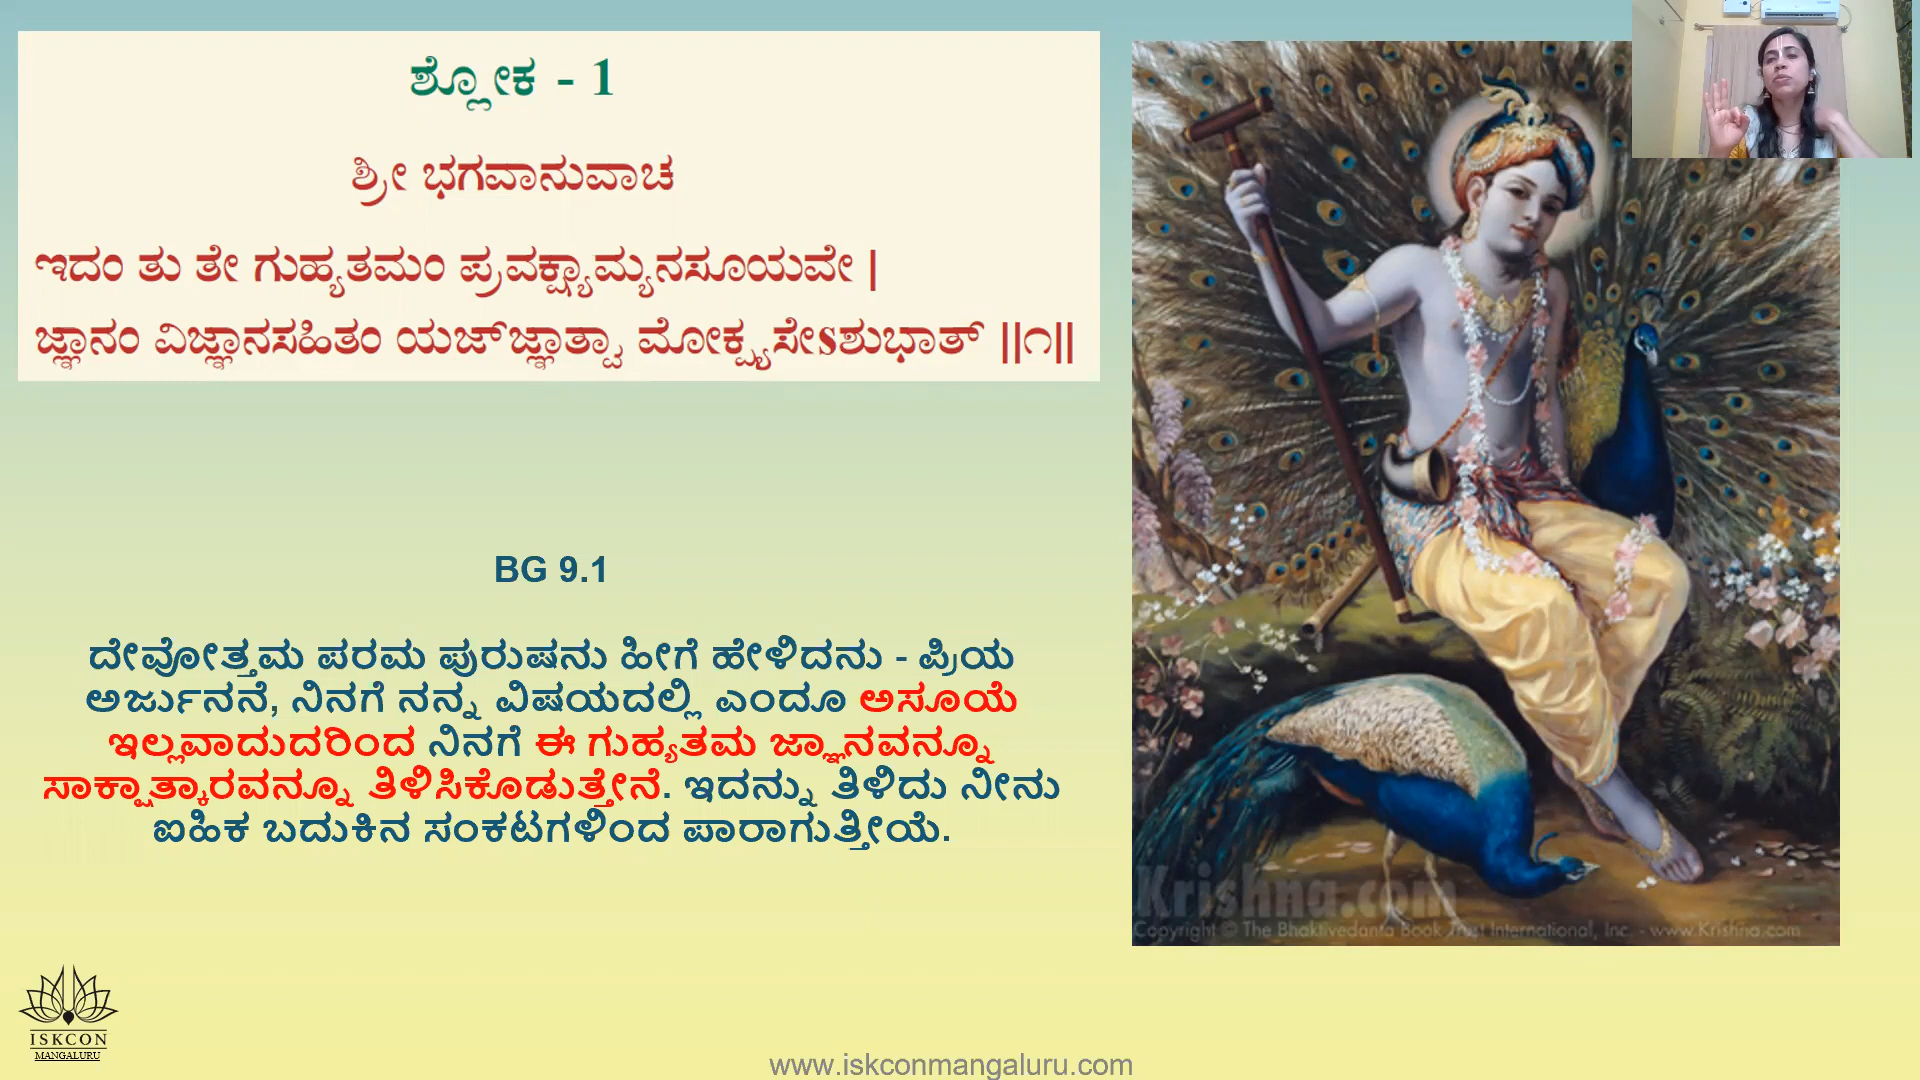 ಶ್ಲೋಕ - 1
ಶ್ರೀ ಭಗವಾನುವಾಚ
ಇದಂ ತು ತೇ ಗುಹ್ಯತಮಂ ಪ್ರವಕ್ಷ್ಯಾಮ್ಯನಸೂಯವೇ |
ಜ್ಞಾನಂ ವಿಜ್ಞಾನಸಹಿತಂ ಯಜ್‌ಜ್ಞಾತ್ವಾ ಮೋಕ್ಷ್ಯಸೇSಶುಭಾತ್ ||೧||
BG 9.1
ದೇವೋತ್ತಮ ಪರಮ ಪುರುಷನು ಹೀಗೆ ಹೇಳಿದನು - ಪ್ರಿಯ
ಅರ್ಜುನನೆ, ನಿನಗೆ ನನ್ನ ವಿಷಯದಲ್ಲಿ ಎಂದೂ ಅಸೂಯೆ
ಇಲ್ಲವಾದುದರಿಂದ ನಿನಗೆ ಈ ಗುಹ್ಯತಮ ಜ್ಞಾನವನ್ನೂ
ಸಾಕ್ಷಾತ್ಕಾರವನ್ನೂ ತಿಳಿಸಿಕೊಡುತ್ತೇನೆ. ಇದನ್ನು ತಿಳಿದು ನೀನು
ಐಹಿಕ ಬದುಕಿನ ಸಂಕಟಗಳಿಂದ ಪಾರಾಗುತ್ತೀಯೆ.
Krishna.com
Copyright © The Bhaktivedanta Book Trust International, Inc. - www.Krishna.com
ISKCON
MANGALURU
www.iskconmangaluru.com